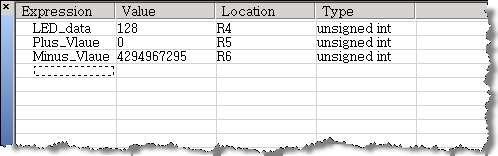 Expression Value Location Type
LED_data 128 R4 unsigned int
Plus_Vlaue 0 R5 unsigned int
Minus_Vlaue 4294967295 R6 unsigned int